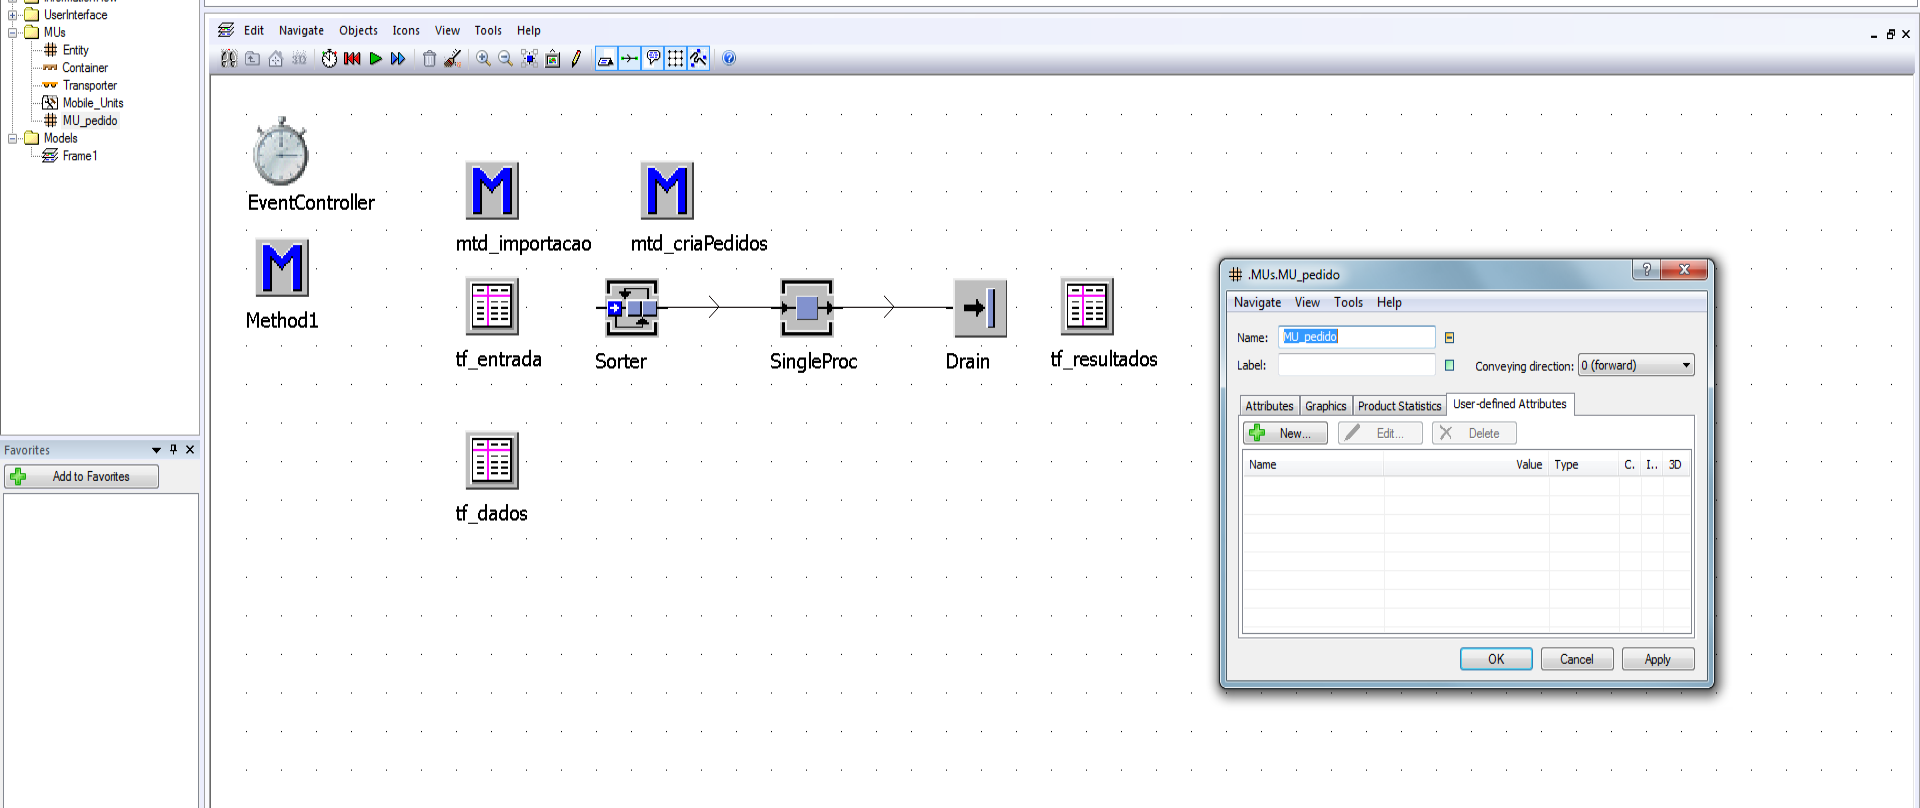 UserInterface
MUs
Entity
Container
Transporter
Mobile_Units
MU_pedido
Models
Frame1
Favorites
Add to Favorites
Edit Navigate Objects Icons View Tools Help
EventController
mtd_importacao mtd_criaPedidos
Method1
tf_entrada Sorter SingleProc Drain tf_resultados
tf_dados
.MUs.MU_pedido
Navigate View Tools Help
Name: MU_pedido
Label: Conveying direction: 0 (forward)
Attributes Graphics Product Statistics User-defined Attributes
New... Edit... Delete
Name Value Type C. I.. 3D
OK Cancel Apply